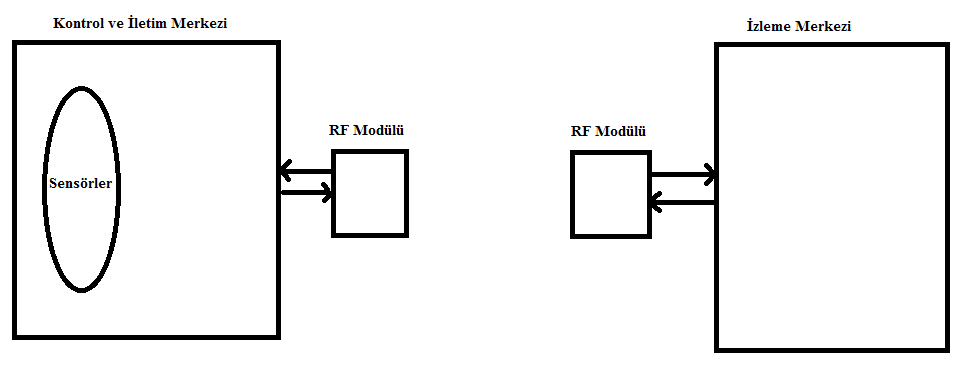 Kontrol ve İletim Merkezi
İzleme Merkezi
RF Modülü
RF Modülü
Sensörler